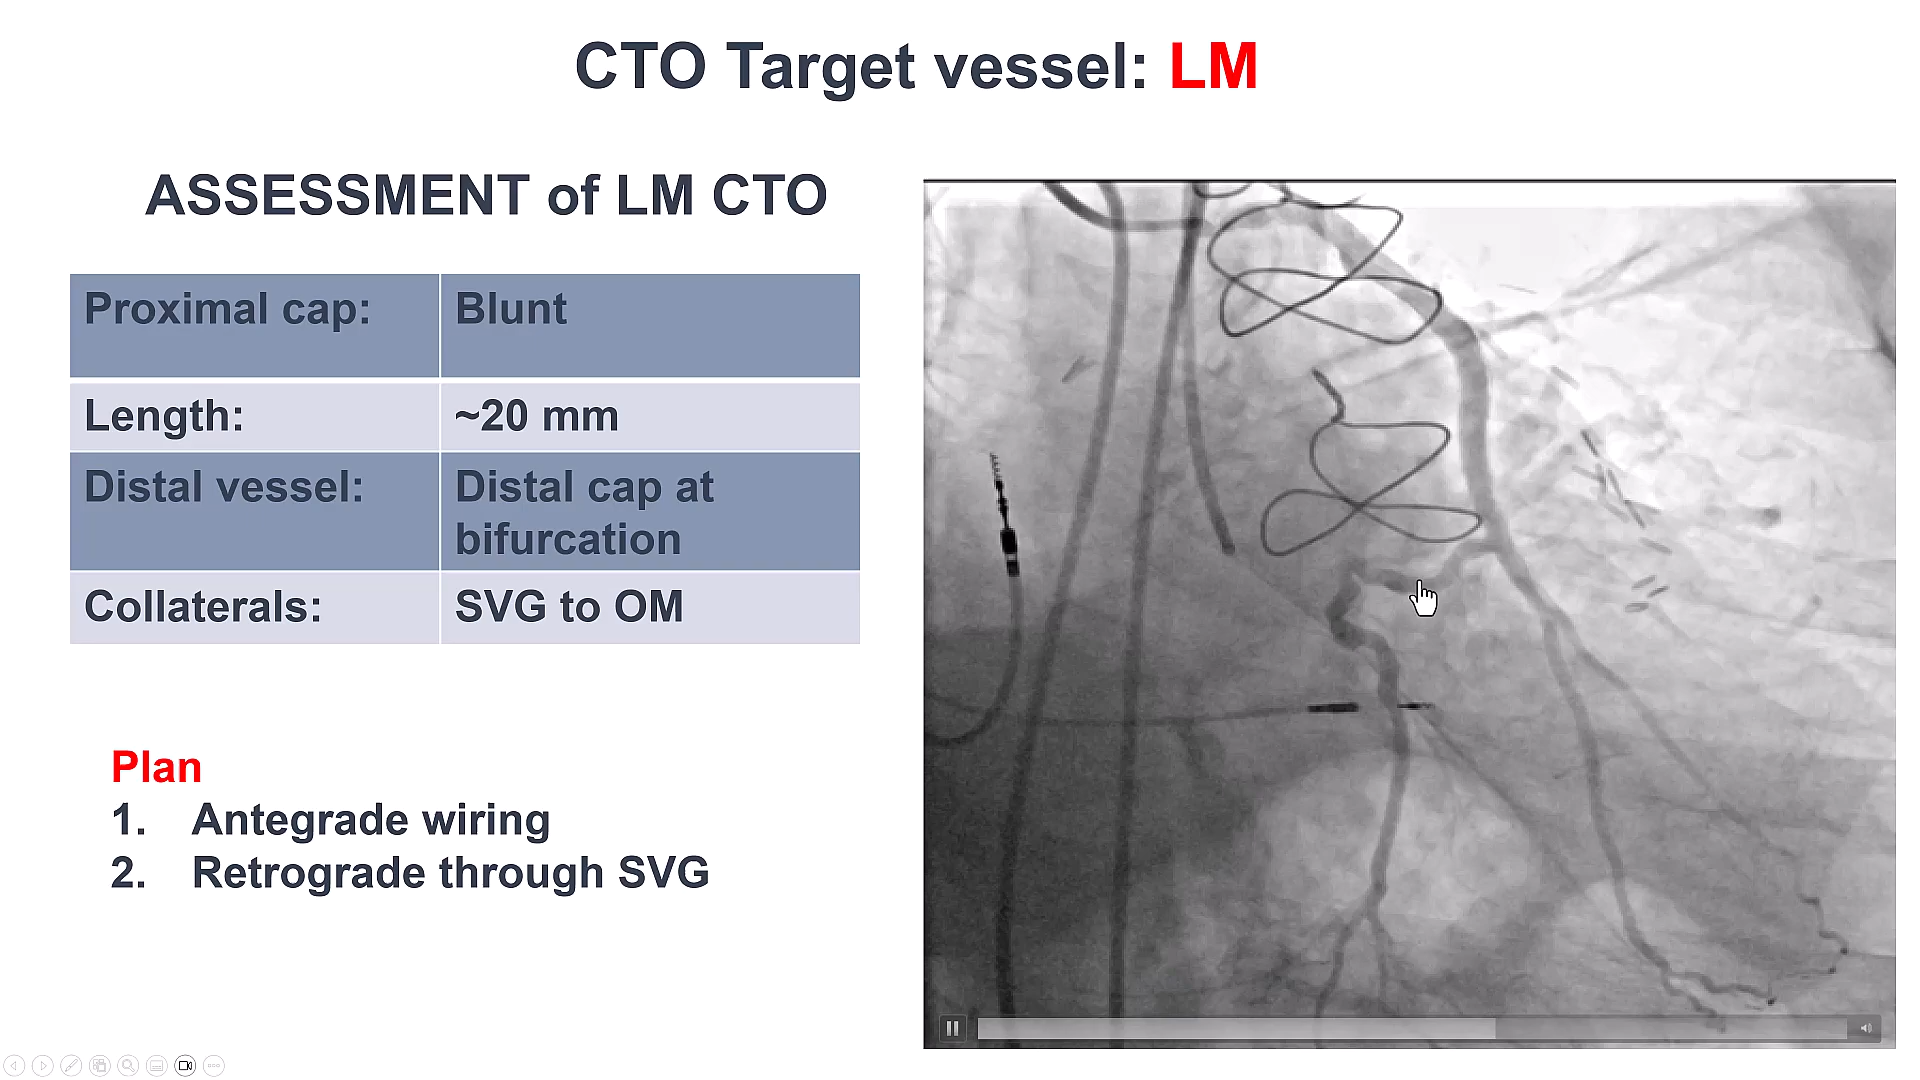 CTO Target vessel: LM
ASSESSMENT of LM CTO
Proximal cap: Blunt
Length: ~20 mm
Distal vessel: Distal cap at
bifurcation
Collaterals: SVG to OM
Plan
1. Antegrade wiring
2. Retrograde through SVG